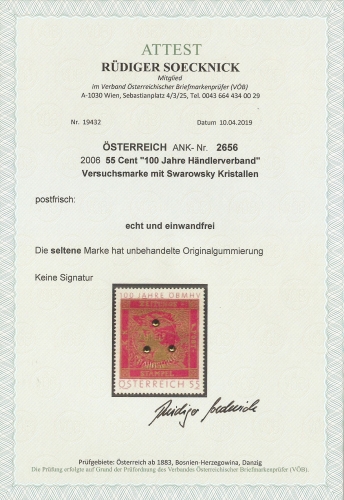 ATTEST
RÜDIGER SOECKNICK
Mitglied
im Verband Österreichischer Briefmarkenprüfer (VÖB)
A-1030 Wien, Sebastianplatz 4/3/25, Tel. 0043 664 434 00 29
Nr. 19432 Datum 10.04.2019
ÖSTERREICH ANK- Nr. 2656
2006 55 Cent "100 Jahre Händlerverband"
Versuchsmarke mit Swarowsky Kristallen
postfrisch:
echt und einwandfrei
Die seltene Marke hat unbehandelte Originalgummierung
Keine Signatur
100 JAHRE ÖBMHV
STAMPEL
ÖSTERREICH 55
Rüdiger Soecknick
Prüfgebiete: Österreich ab 1883, Bosnien-Herzegowina, Danzig
Die Prüfung erfolgte auf Grund der Prüfordnung des Verbandes Österreichischer Briefmarkenprüfer (VÖB).